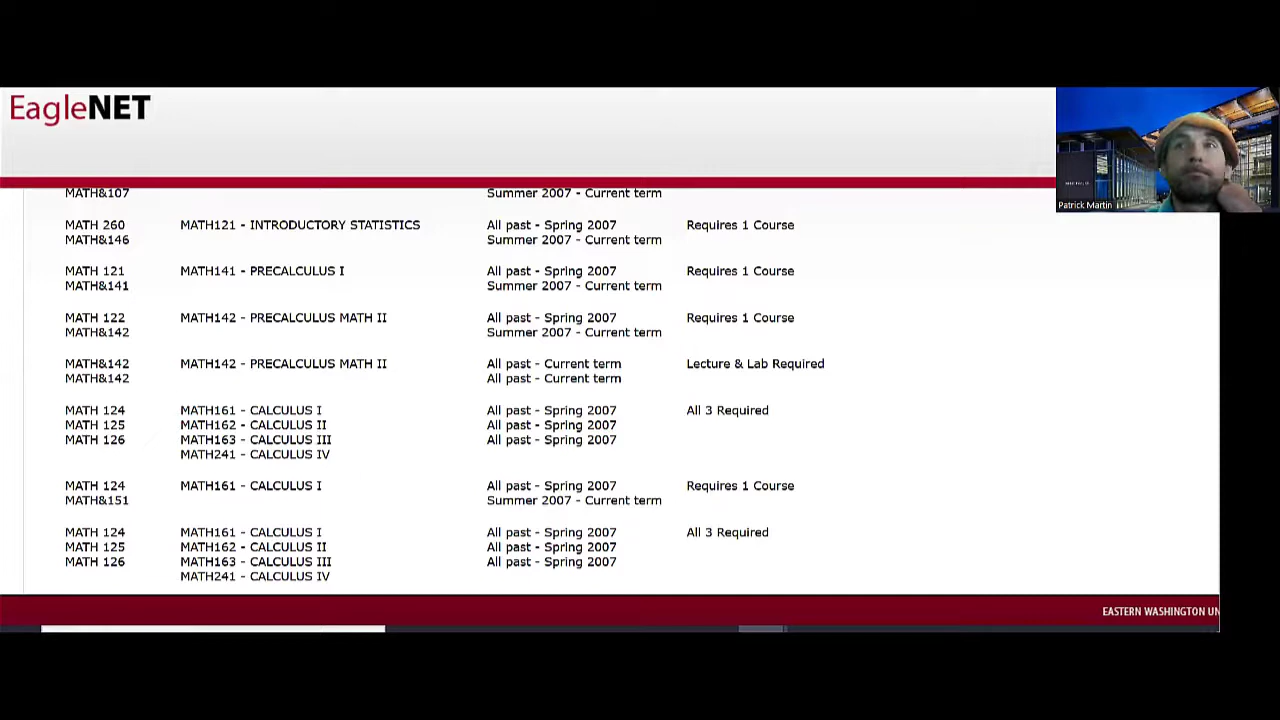 EagleNET
MATH&107 Summer 2007 - Current term
MATH 260 MATH121 - INTRODUCTORY STATISTICS All past - Spring 2007 Requires 1 Course
MATH&146 Summer 2007 - Current term
MATH 121 MATH141 - PRECALCULUS I All past - Spring 2007 Requires 1 Course
MATH&141 Summer 2007 - Current term
MATH 122 MATH142 - PRECALCULUS MATH II All past - Spring 2007 Requires 1 Course
MATH&142 Summer 2007 - Current term
MATH&142 MATH142 - PRECALCULUS MATH II All past - Current term Lecture & Lab Required
MATH&142 All past - Current term
MATH 124 MATH161 - CALCULUS I All past - Spring 2007 All 3 Required
MATH 125 MATH162 - CALCULUS II All past - Spring 2007
MATH 126 MATH163 - CALCULUS III All past - Spring 2007
MATH241 - CALCULUS IV
MATH 124 MATH161 - CALCULUS I All past - Spring 2007 Requires 1 Course
MATH&151 Summer 2007 - Current term
MATH 124 MATH161 - CALCULUS I All past - Spring 2007 All 3 Required
MATH 125 MATH162 - CALCULUS II All past - Spring 2007
MATH 126 MATH163 - CALCULUS III All past - Spring 2007
MATH241 - CALCULUS IV
EASTERN WASHINGTON UN
Patrick Martin